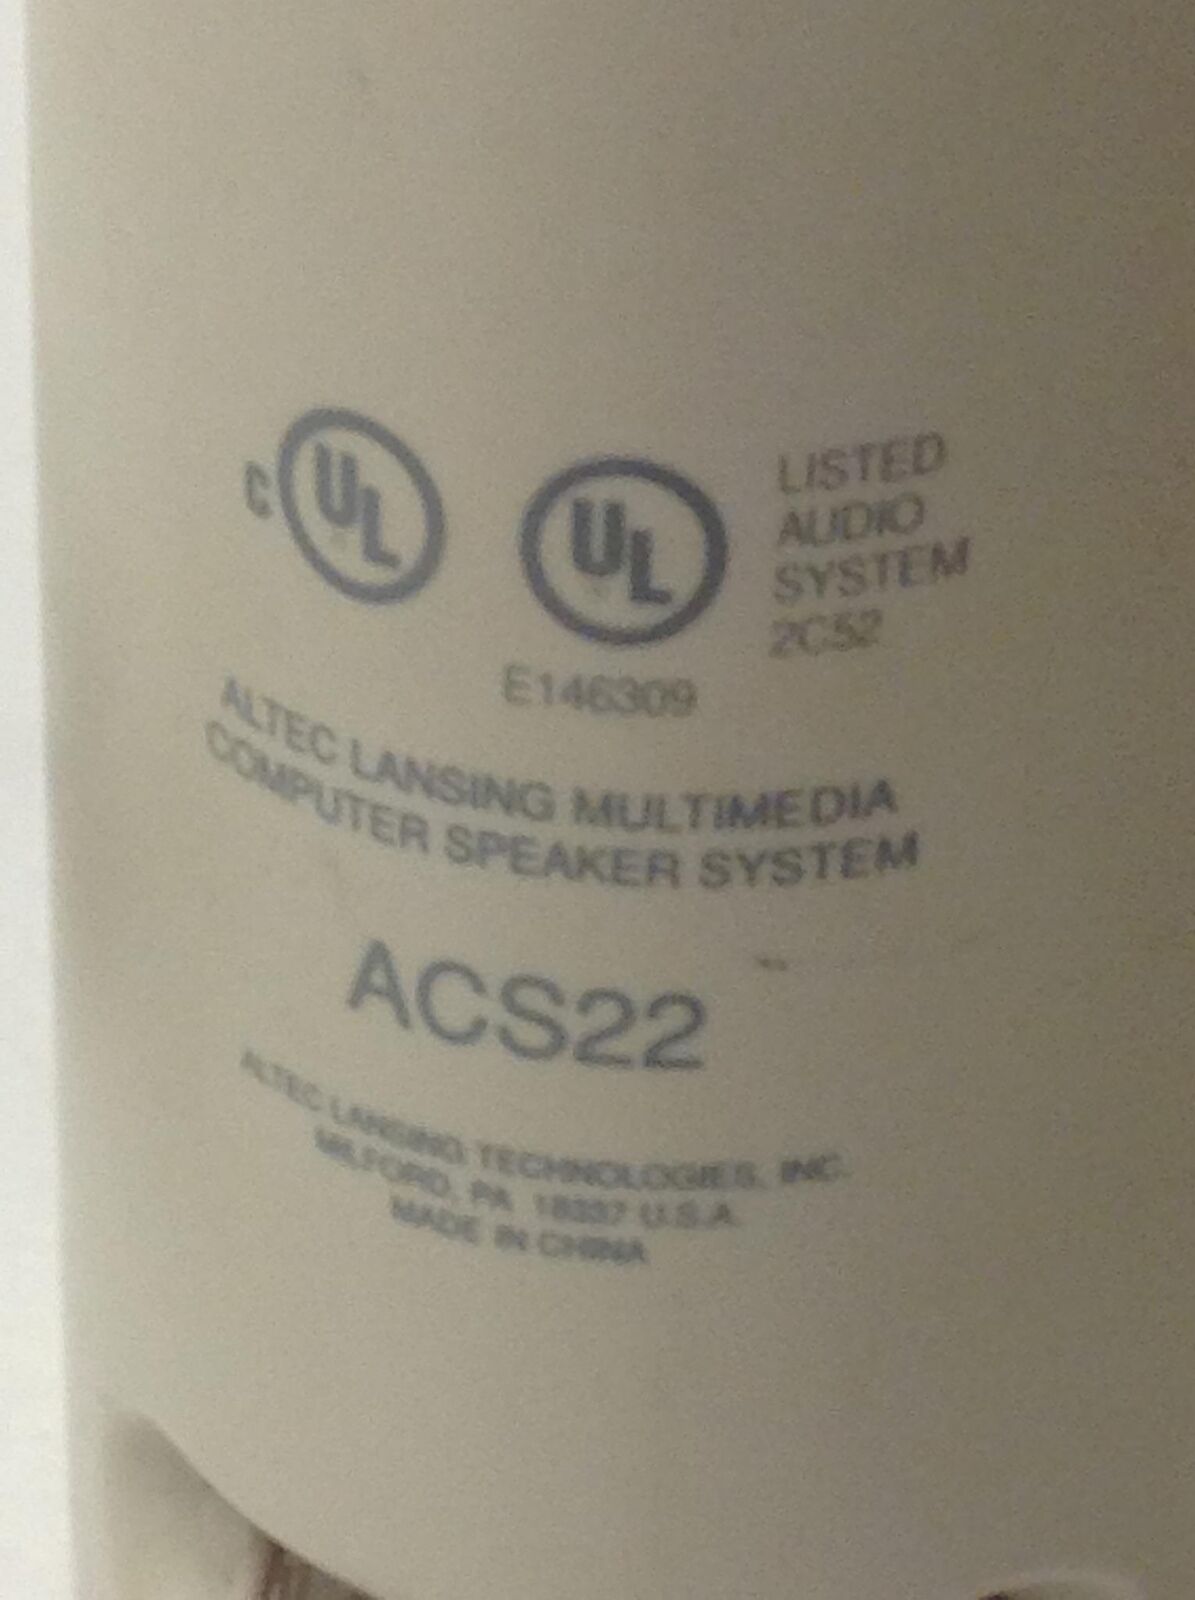 C UL
UL
LISTED
AUDIO
SYSTEM
2C52
E146309
ALTEC LANSING MULTIMEDIA
COMPUTER SPEAKER SYSTEM
ACS22
ALTEC LANSING TECHNOLOGIES, INC.
MILFORD, PA 18337 U.S.A.
MADE IN CHINA